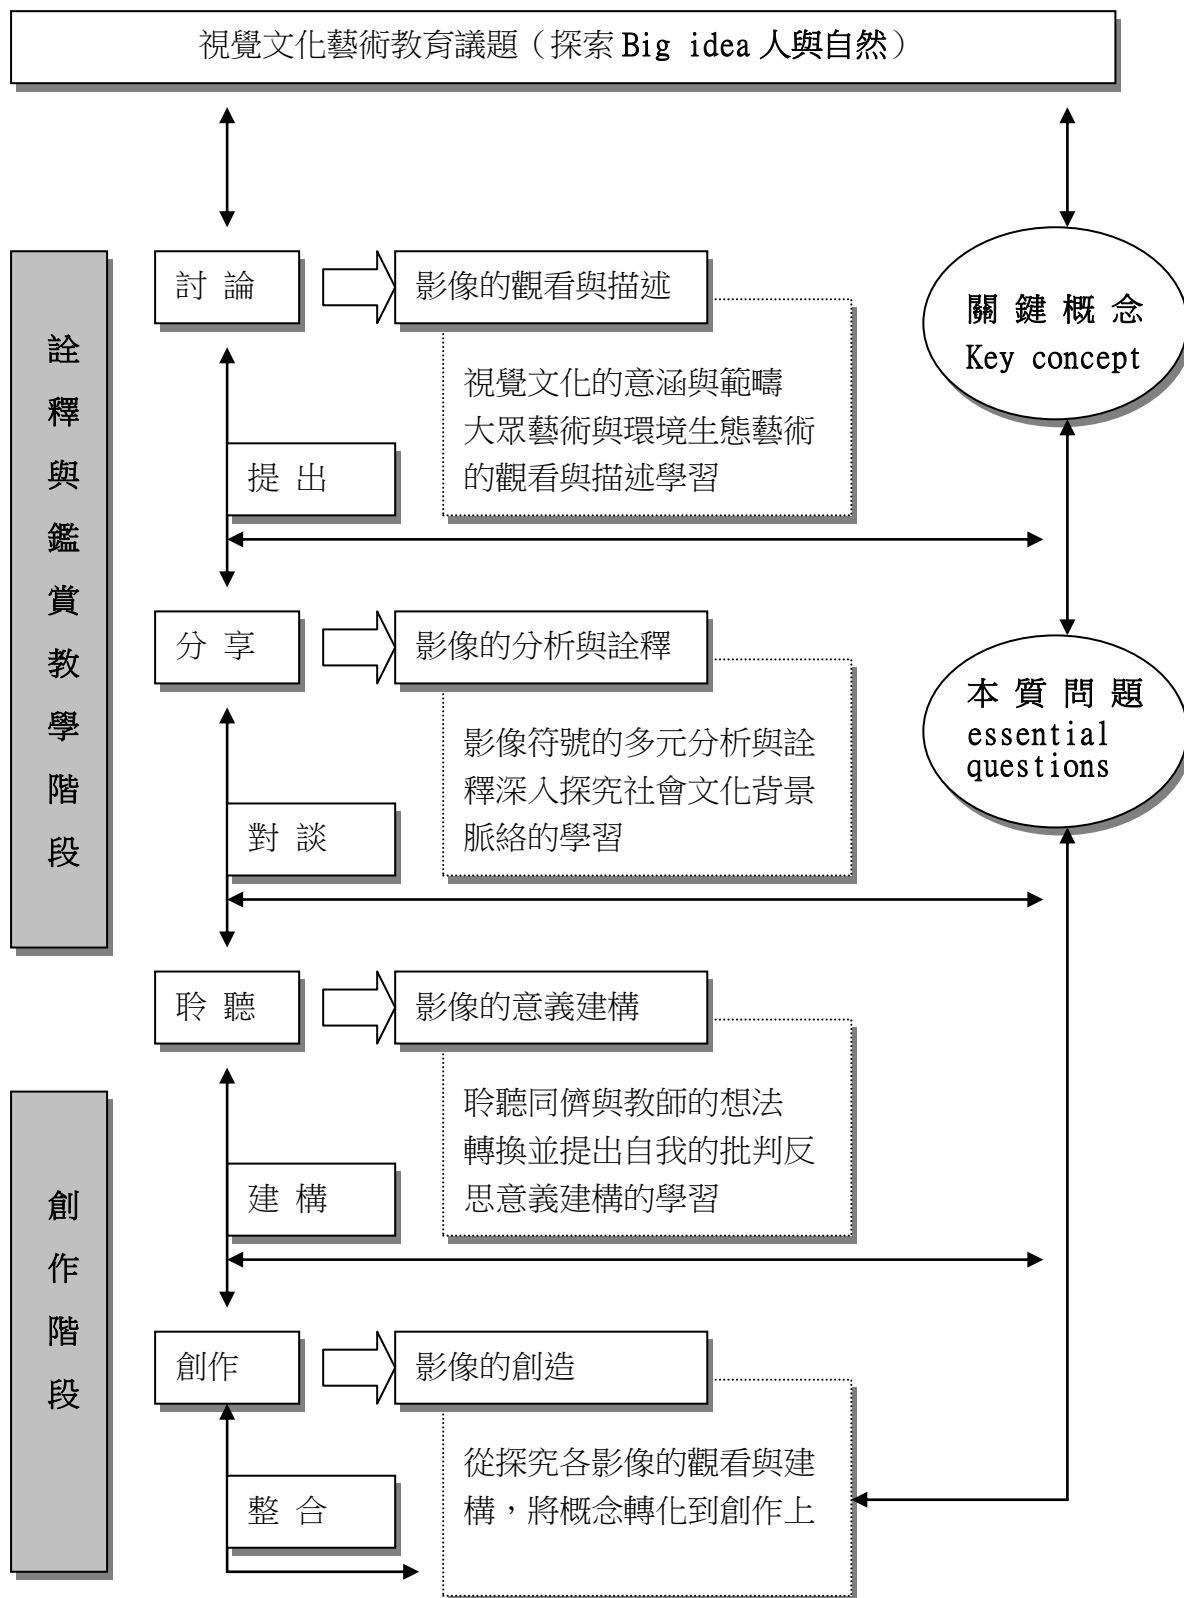 視覺文化藝術教育議題（探索 Big idea 人與自然）
詮釋與鑑賞教學階段
討 論
影像的觀看與描述
視覺文化的意涵與範疇
大眾藝術與環境生態藝術
的觀看與描述學習
提 出
關 鍵 概 念
Key concept
分 享
影像的分析與詮釋
影像符號的多元分析與詮
釋深入探究社會文化背景
脈絡的學習
對 談
本 質 問 題
essential
questions
聆 聽
影像的意義建構
聆聽同儕與教師的想法
轉換並提出自我的批判反
思意義建構的學習
建 構
創作階段
創作
影像的創造
從探究各影像的觀看與建
構，將概念轉化到創作上
整 合